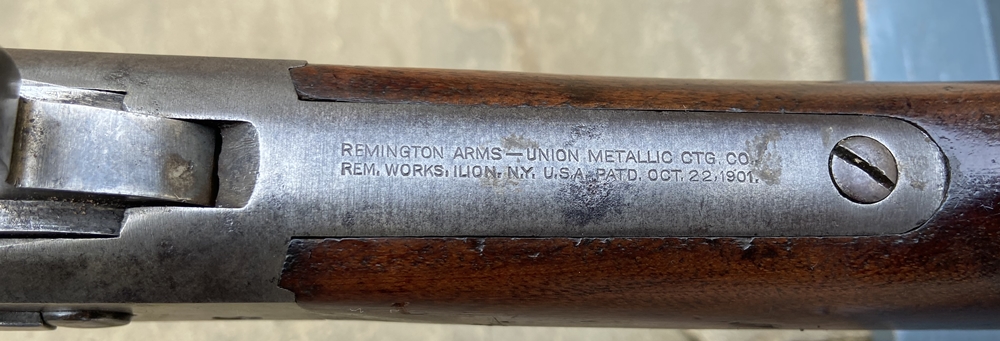 REMINGTON ARMS—UNION METALLIC CTG. CO.
REM. WORKS, ILION, N.Y. U.S.A. PATD. OCT. 22, 1901.